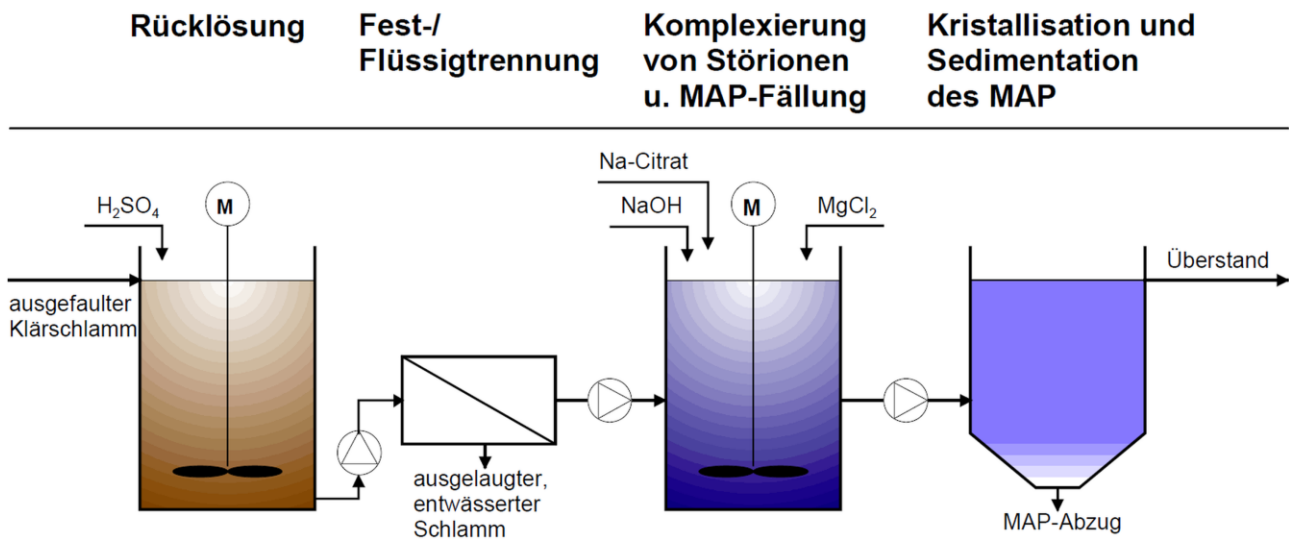 Rücklösung
Fest-/
Flüssigtrennung
Komplexierung
von Störionen
u. MAP-Fällung
Kristallisation und
Sedimentation
des MAP
H₂SO₄
M
ausgefaulter
Klärschlamm
ausgelaugter,
entwässerter
Schlamm
Na-Citrat
NaOH
M
MgCl₂
Überstand
MAP-Abzug